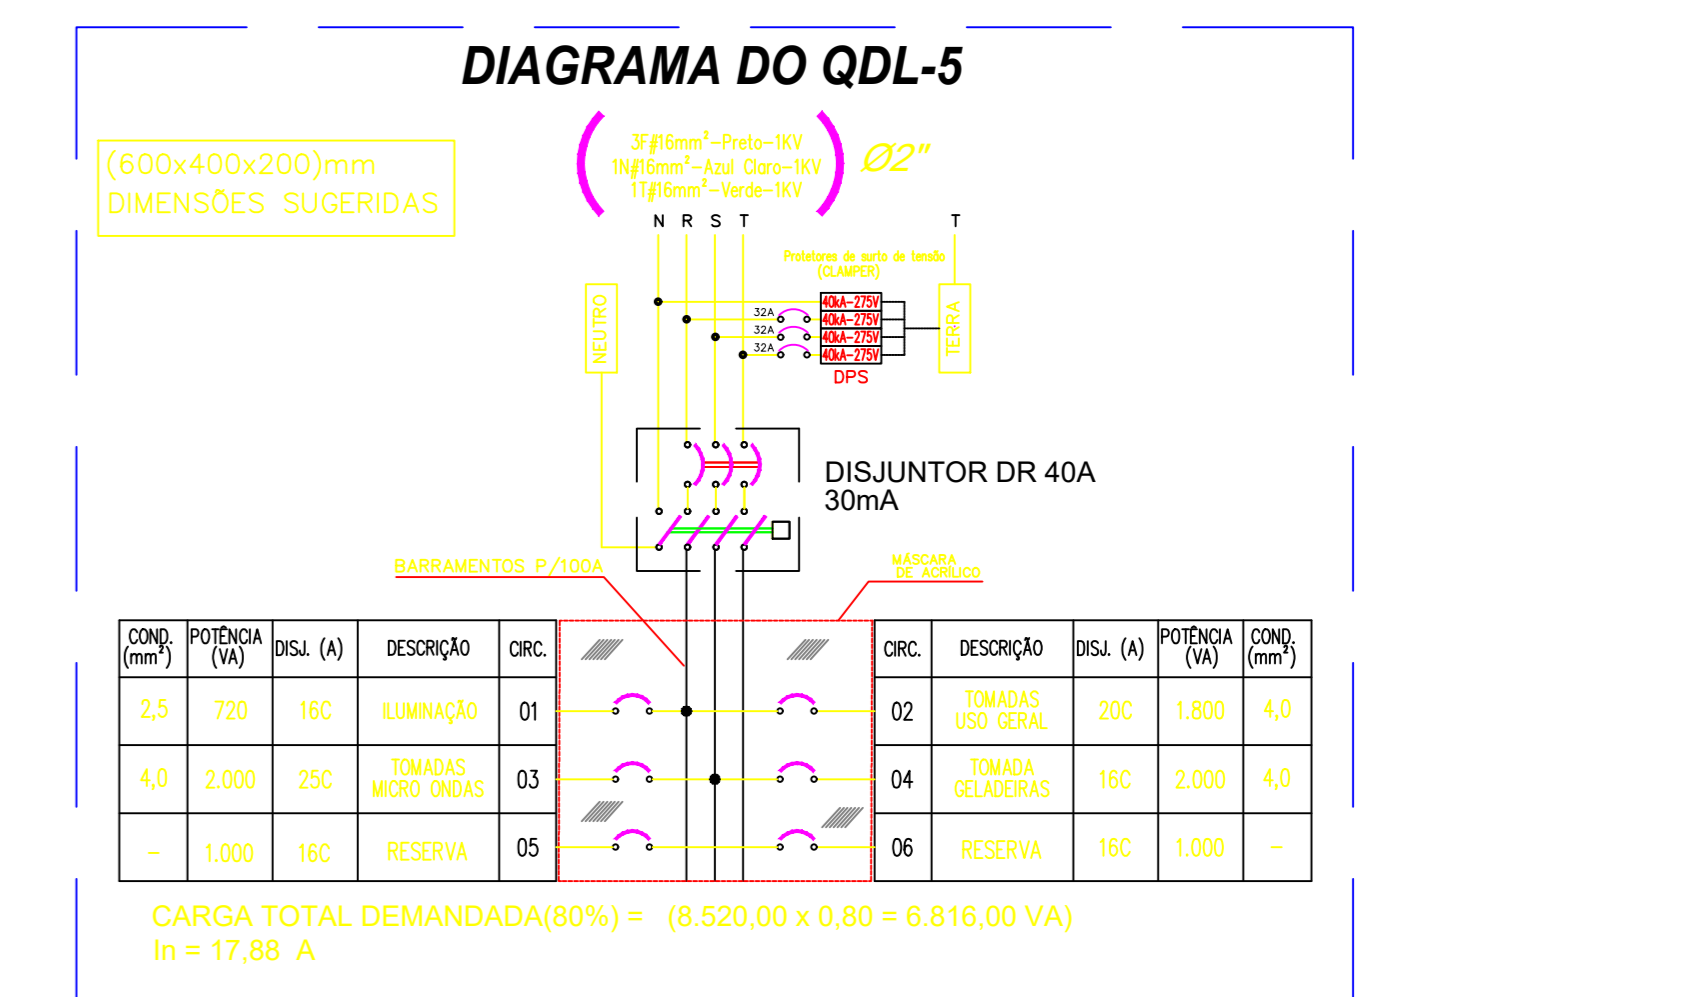 DIAGRAMA DO QDL-5
(600x400x200)mm
DIMENSÕES SUGERIDAS
3F#16mm²-Preto-1KV
1N#16mm²-Azul Claro-1KV
1T#16mm²-Verde-1KV
Ø2"
N R S T
T
Protetores de surto de tensão
(CLAMPER)
NEUTRO
TERRA
40kA-275V
32A 40kA-275V
32A 40kA-275V
32A 40kA-275V
DPS
DISJUNTOR DR 40A
30mA
BARRAMENTOS P/100A
MÁSCARA
DE ACRÍLICO
COND. (mm²) POTÊNCIA (VA) DISJ. (A) DESCRIÇÃO CIRC. CIRC. DESCRIÇÃO DISJ. (A) POTÊNCIA (VA) COND. (mm²)
2,5 720 16C ILUMINAÇÃO 01 02 TOMADAS USO GERAL 20C 1.800 4,0
4,0 2.000 25C TOMADAS MICRO ONDAS 03 04 TOMADA GELADEIRAS 16C 2.000 4,0
- 1.000 16C RESERVA 05 06 RESERVA 16C 1.000 -
CARGA TOTAL DEMANDADA(80%) = (8.520,00 x 0,80 = 6.816,00 VA)
In = 17,88 A